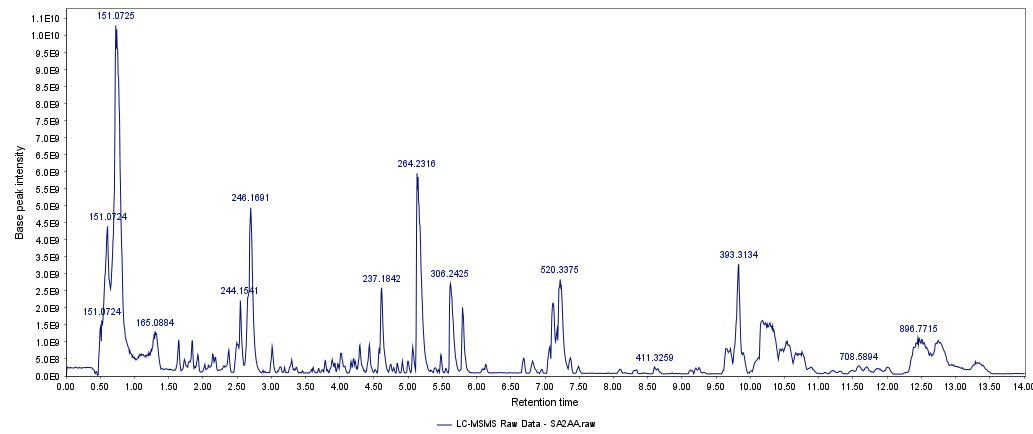 151.0725
1.1E10
1.0E10
9.5E9
9.0E9
8.5E9
8.0E9
7.5E9
7.0E9
6.5E9
264.2316
6.0E9
5.5E9
246.1691
5.0E9
151.0724
4.5E9
4.0E9
393.3134
3.5E9
306.2425
520.3375
3.0E9
237.1842
2.5E9
244.1541
2.0E9
151.0724
1.5E9
165.0884
896.7715
1.0E9
411.3259
708.5894
5.0E8
0.0E0
Base peak intensity
0.00 0.50 1.00 1.50 2.00 2.50 3.00 3.50 4.00 4.50 5.00 5.50 6.00 6.50 7.00 7.50 8.00 8.50 9.00 9.50 10.00 10.50 11.00 11.50 12.00 12.50 13.00 13.50 14.00
Retention time
LC-MSMS Raw Data - SA2AA.raw